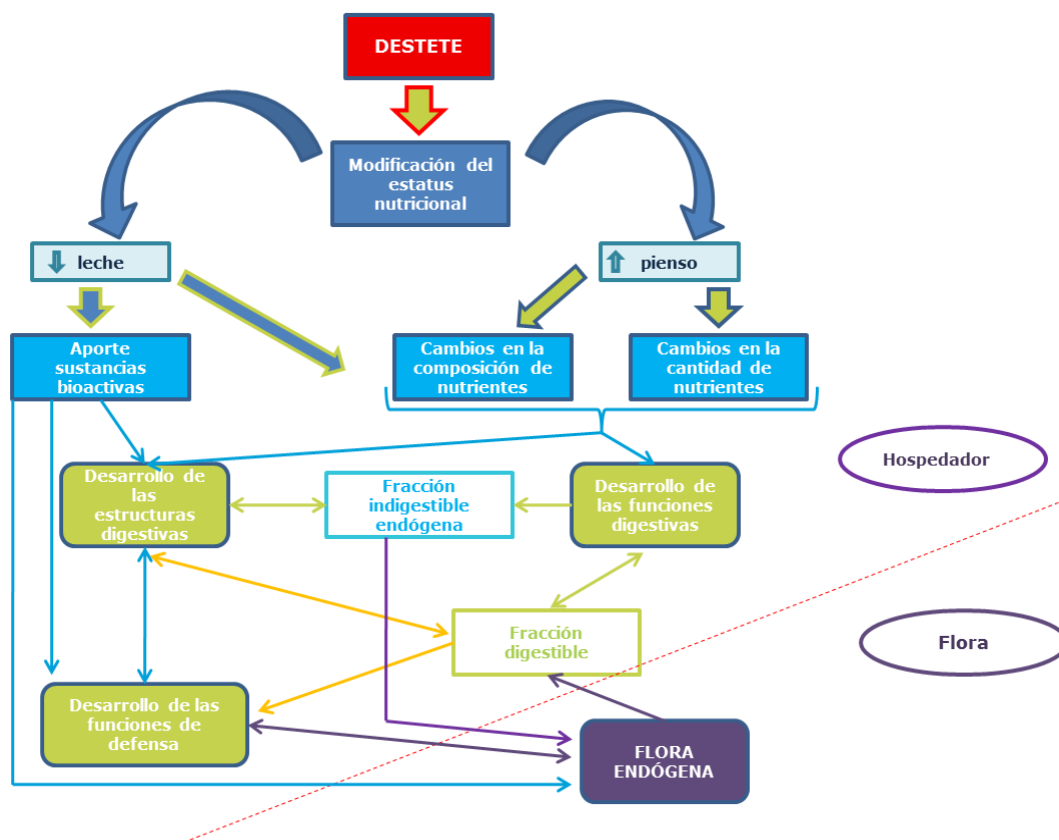 DESTETE
Modificación del
estatus
nutricional
leche
pienso
Aporte
sustancias
bioactivas
Cambios en la
composición de
nutrientes
Cambios en la
cantidad de
nutrientes
Hospedador
Desarrollo de
las
estructuras
digestivas
Fracción
indigestible
endógena
Desarrollo de
las funciones
digestivas
Fracción
digestible
Flora
Desarrollo de las
funciones de
defensa
FLORA
ENDÓGENA